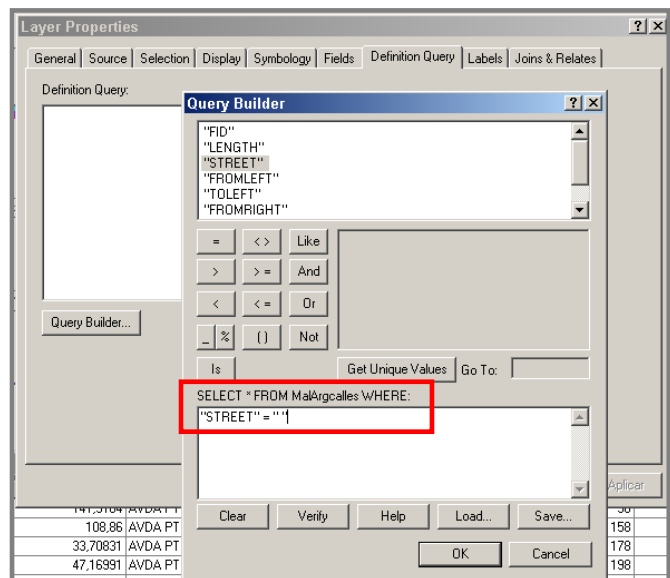 Layer Properties
General Source Selection Display Symbology Fields Definition Query Labels Joins & Relates
Definition Query:
Query Builder...
Query Builder
"FID"
"LENGTH"
"STREET"
"FROMLEFT"
"TOLEFT"
"FROMRIGHT"
= < > Like
> > = And
< < = Or
_ % ( ) Not
Is Get Unique Values Go To:
SELECT * FROM MalArgcalles WHERE:
"STREET" = " "
Clear Verify Help Load... Save...
OK Cancel
Aplicar
108,86 AVDA PT 158
33,70831 AVDA PT 178
47,16991 AVDA PT 198